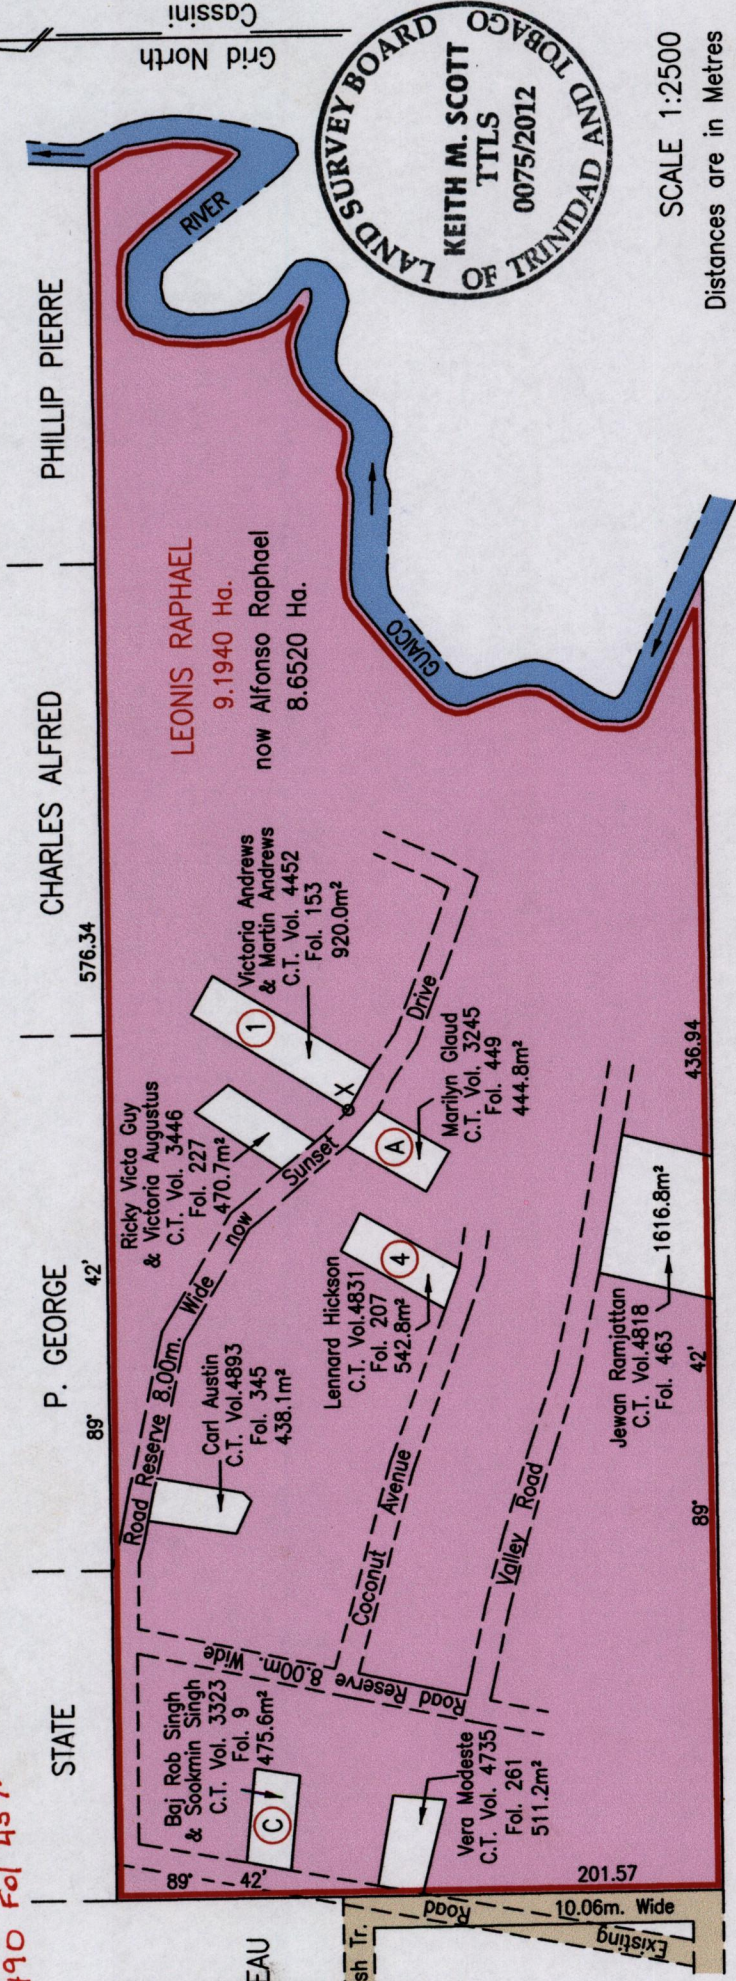 490 Fol 437
STATE
P. GEORGE
CHARLES ALFRED
PHILLIP PIERRE
89° 42' 576.34
Grid North
Cassini
LAND SURVEY BOARD
OF TRINIDAD AND TOBAGO
KEITH M. SCOTT
TTLS
0075/2012
SCALE 1:2500
Distances are in Metres
LEONIS RAPHAEL
9.1940 Ha.
now Alfonso Raphael
8.6520 Ha.
RIVER
GUAICO
Victoria Andrews
& Martin Andrews
C.T. Vol. 4452
Fol. 153
920.0m²
1
X
Ricky Victa Guy
& Victoria Augustus
C.T. Vol. 3446
Fol. 227
470.7m²
Marilyn Glaud
C.T. Vol. 3245
Fol. 449
444.8m²
A
Road Reserve 8.00m. Wide now Sunset Drive
Carl Austin
C.T. Vol.4893
Fol. 345
438.1m²
Lennard Hickson
C.T. Vol.4831
Fol. 207
542.8m²
4
Coconut Avenue
Valley Road
Jewan Ramjattan
C.T. Vol.4818
Fol. 463
1616.8m²
89° 42' 436.94
Road Reserve 8.00m. Wide
Baj Rob Singh
& Sookmin Singh
C.T. Vol. 3323
Fol. 9
475.6m²
C
Vera Modeste
C.T. Vol. 4735
Fol. 261
511.2m²
89° 42' 201.57
Existing Road
10.06m. Wide
EAU
sh Tr.